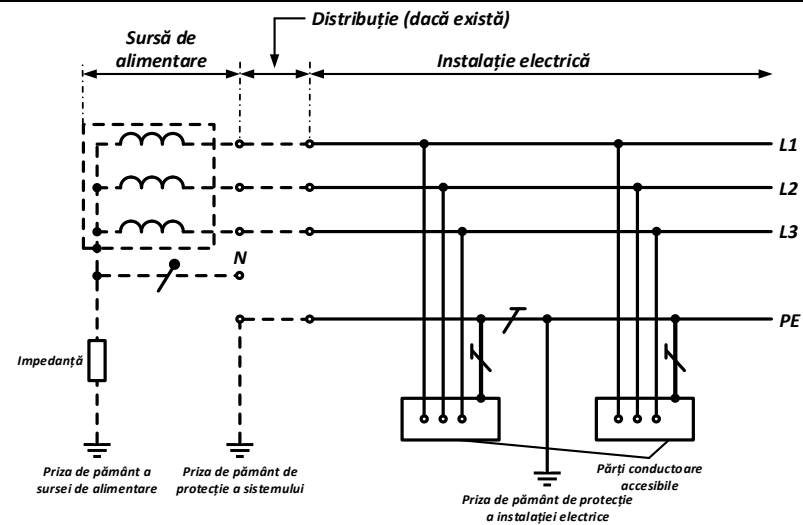 Distribuție (dacă există)
Sursă de
alimentare
Instalație electrică
L1
L2
L3
N
PE
Impedanță
Priza de pământ a
sursei de alimentare
Priza de pământ de
protecție a sistemului
Priza de pământ de protecție
a instalației electrice
Părți conductoare
accesibile